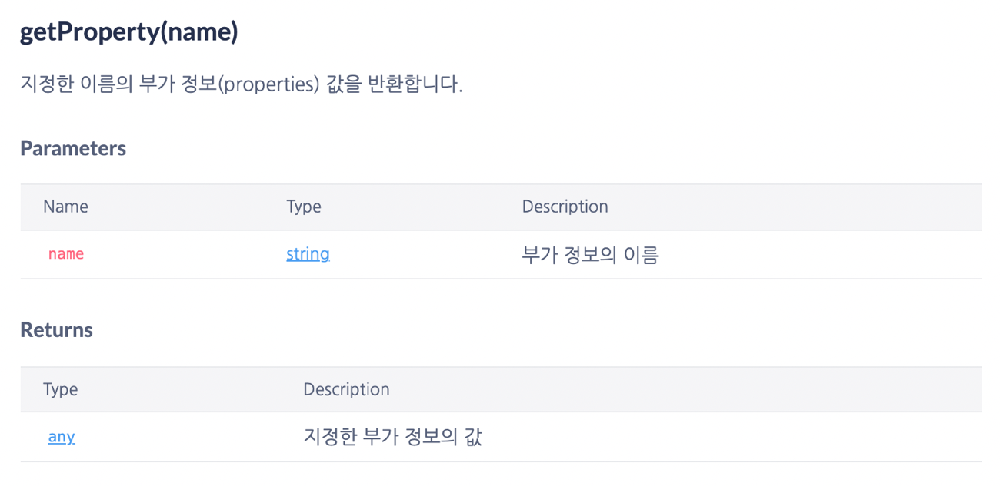 getProperty(name)
지정한 이름의 부가 정보(properties) 값을 반환합니다.
Parameters
Name Type Description
name string 부가 정보의 이름
Returns
Type Description
any 지정한 부가 정보의 값